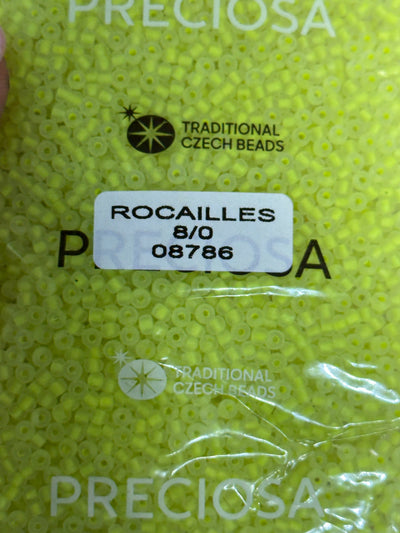 PRECIOSA
TRADITIONAL
CZECH BEADS
ROCAILLES
8/0
08786
PRECIOSA
TRADITIONAL
CZECH BEADS
PRECIOSA